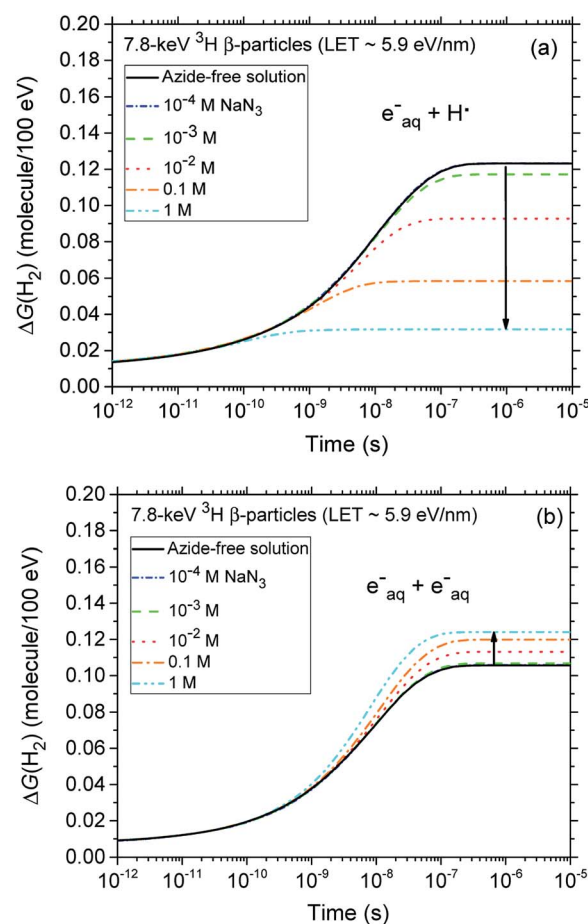 7.8-keV ³H β-particles (LET ~ 5.9 eV/nm) (a)
Azide-free solution
10⁻⁴ M NaN₃
10⁻³ M
10⁻² M
0.1 M
1 M
e⁻aq + H•
ΔG(H₂) (molecule/100 eV)
0.20
0.18
0.16
0.14
0.12
0.10
0.08
0.06
0.04
0.02
0.00
10⁻¹² 10⁻¹¹ 10⁻¹⁰ 10⁻⁹ 10⁻⁸ 10⁻⁷ 10⁻⁶ 10⁻⁵
Time (s)
7.8-keV ³H β-particles (LET ~ 5.9 eV/nm) (b)
Azide-free solution
10⁻⁴ M NaN₃
10⁻³ M
10⁻² M
0.1 M
1 M
e⁻aq + e⁻aq
ΔG(H₂) (molecule/100 eV)
0.20
0.18
0.16
0.14
0.12
0.10
0.08
0.06
0.04
0.02
0.00
10⁻¹² 10⁻¹¹ 10⁻¹⁰ 10⁻⁹ 10⁻⁸ 10⁻⁷ 10⁻⁶ 10⁻⁵
Time (s)